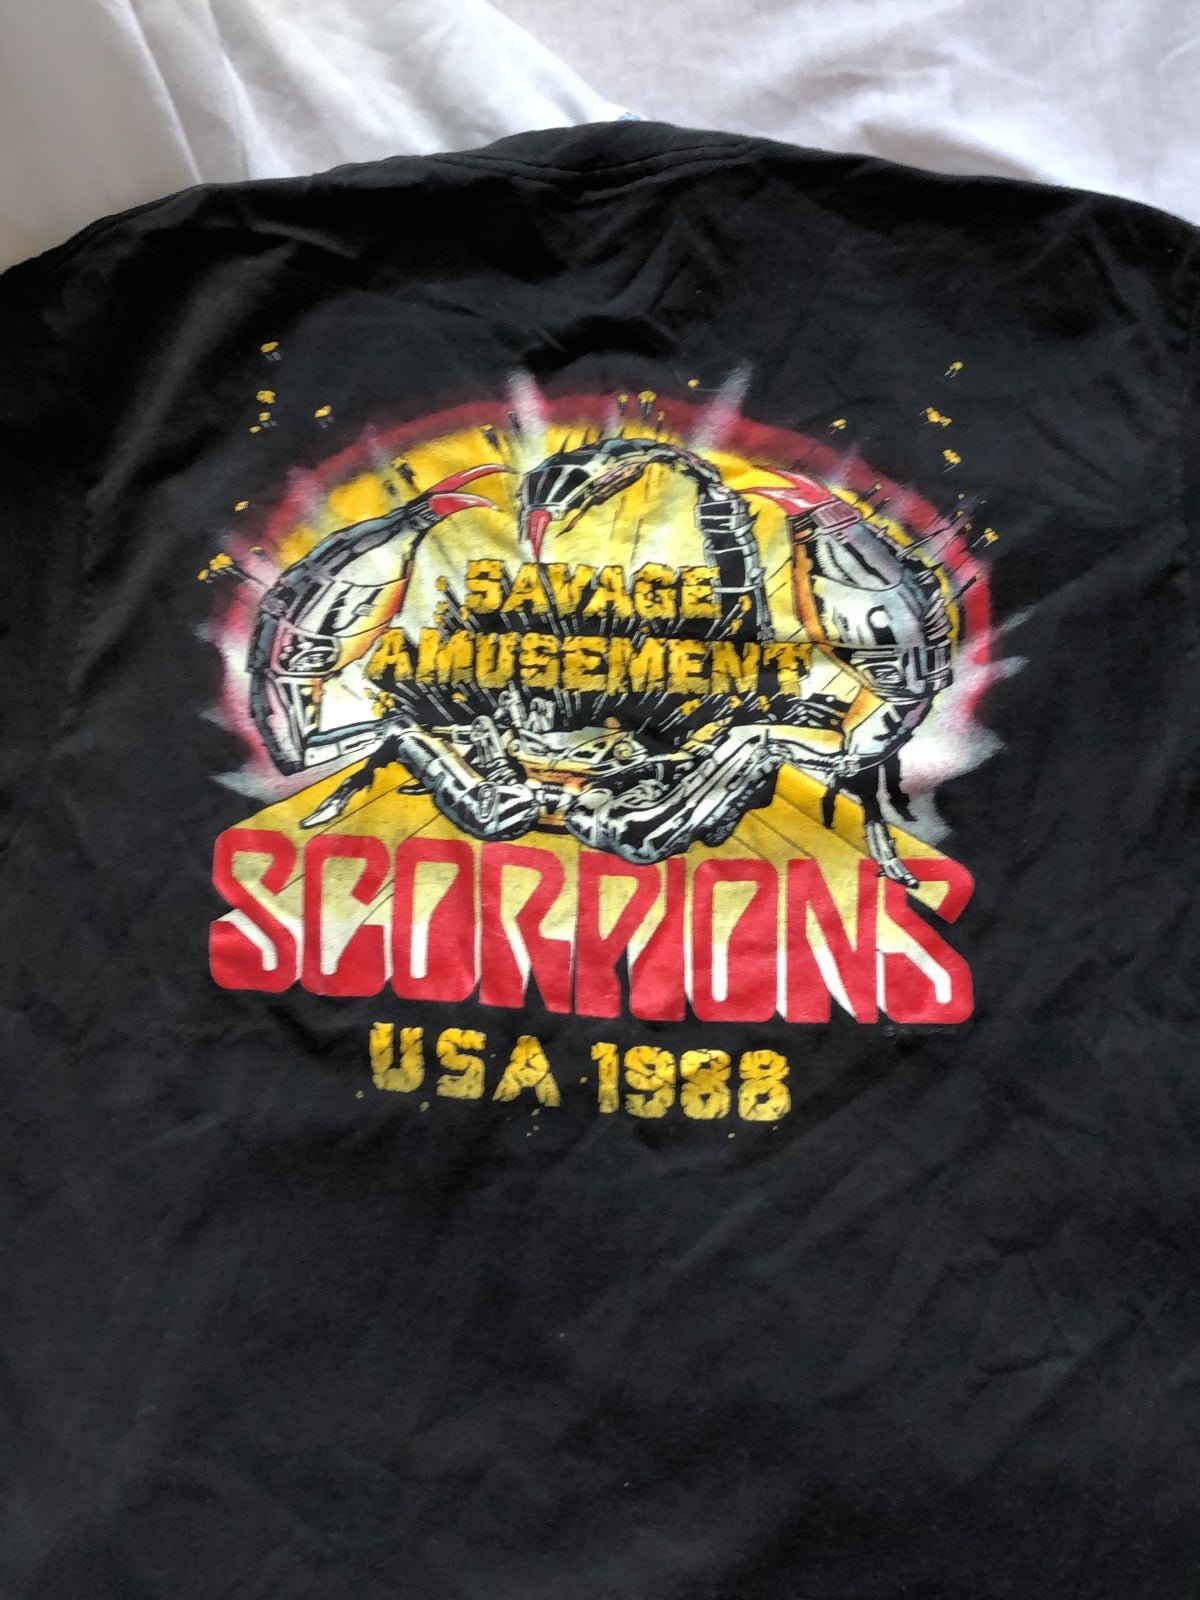 SAVAGE
AMUSEMENT
SCORPIONS
USA 1988